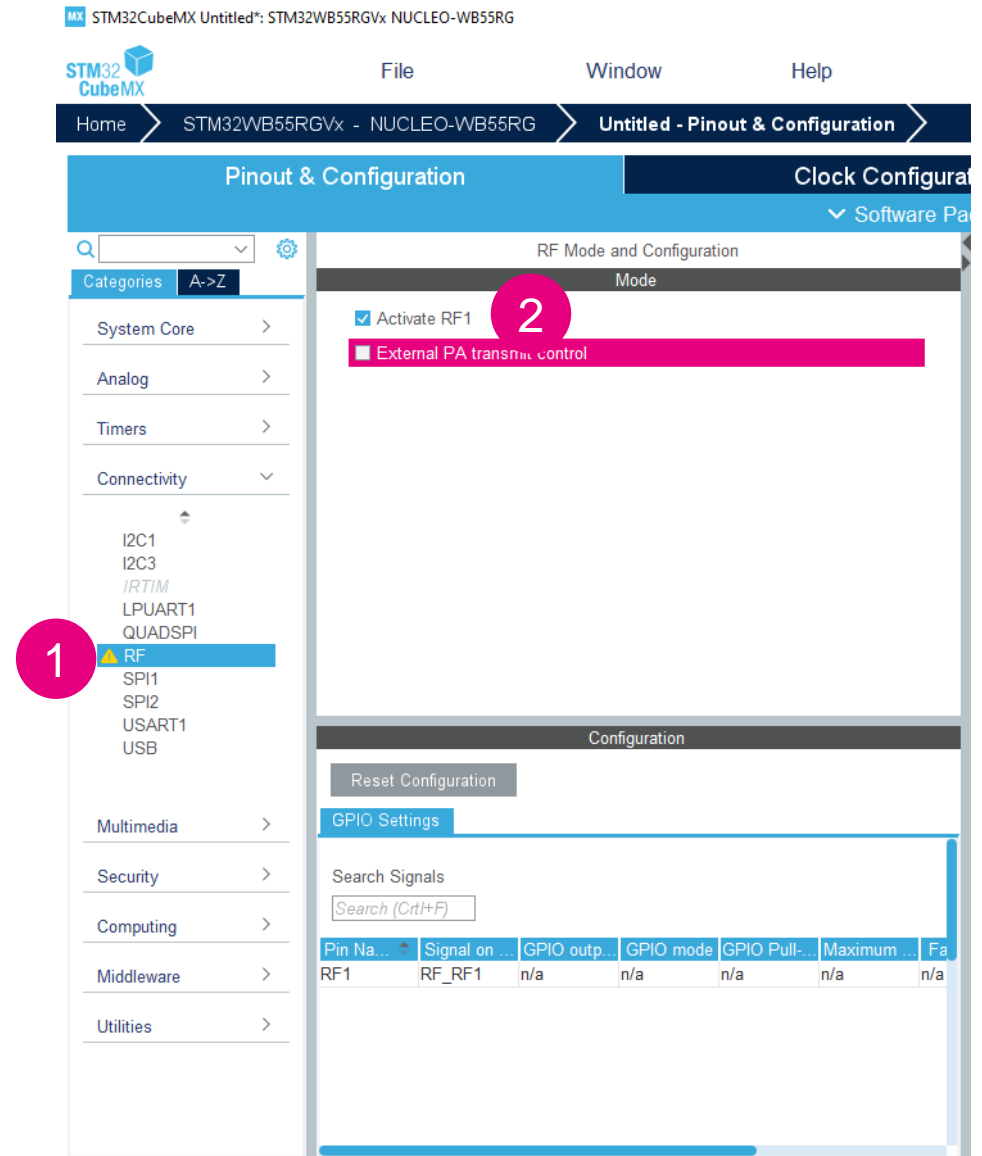 MX STM32CubeMX Untitled*: STM32WB55RGVx NUCLEO-WB55RG
STM32
CubeMX
File Window Help
Home STM32WB55RGVx - NUCLEO-WB55RG Untitled - Pinout & Configuration
Pinout & Configuration Clock Configurat
Software Pa
RF Mode and Configuration
Categories A->Z
Mode
System Core
Activate RF1
2
External PA transmit control
Analog
Timers
Connectivity
I2C1
I2C3
IRTIM
LPUART1
QUADSPI
1
RF
SPI1
SPI2
USART1
USB
Configuration
Reset Configuration
GPIO Settings
Multimedia
Security
Search Signals
Search (Crtl+F)
Computing
Pin Na... Signal on ... GPIO outp... GPIO mode GPIO Pull-... Maximum ... Fa
RF1 RF_RF1 n/a n/a n/a n/a n/a
Middleware
Utilities